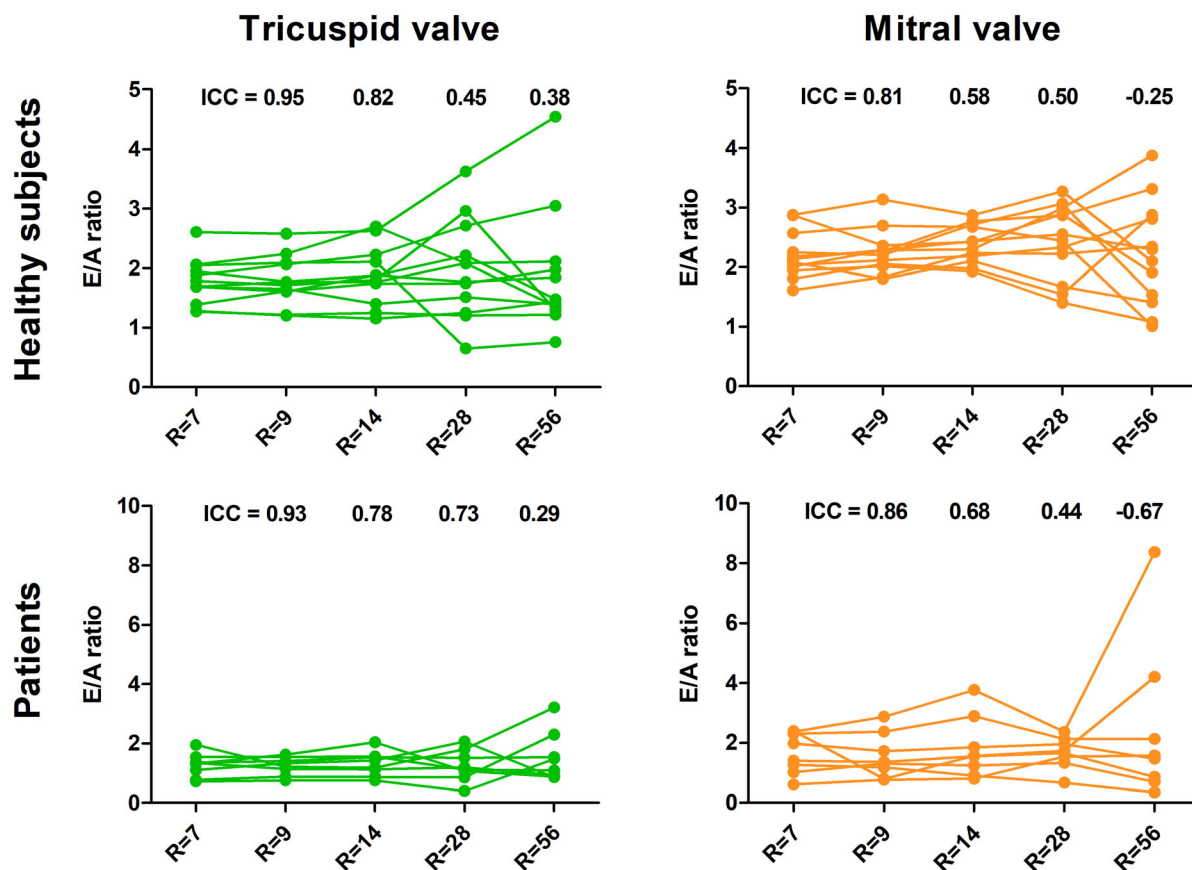 Tricuspid valve
Mitral valve
Healthy subjects
E/A ratio
5
4
3
2
1
0
ICC = 0.95 0.82 0.45 0.38
R=7 R=9 R=14 R=28 R=56
E/A ratio
5
4
3
2
1
0
ICC = 0.81 0.58 0.50 -0.25
R=7 R=9 R=14 R=28 R=56
Patients
E/A ratio
10
8
6
4
2
0
ICC = 0.93 0.78 0.73 0.29
R=7 R=9 R=14 R=28 R=56
E/A ratio
10
8
6
4
2
0
ICC = 0.86 0.68 0.44 -0.67
R=7 R=9 R=14 R=28 R=56